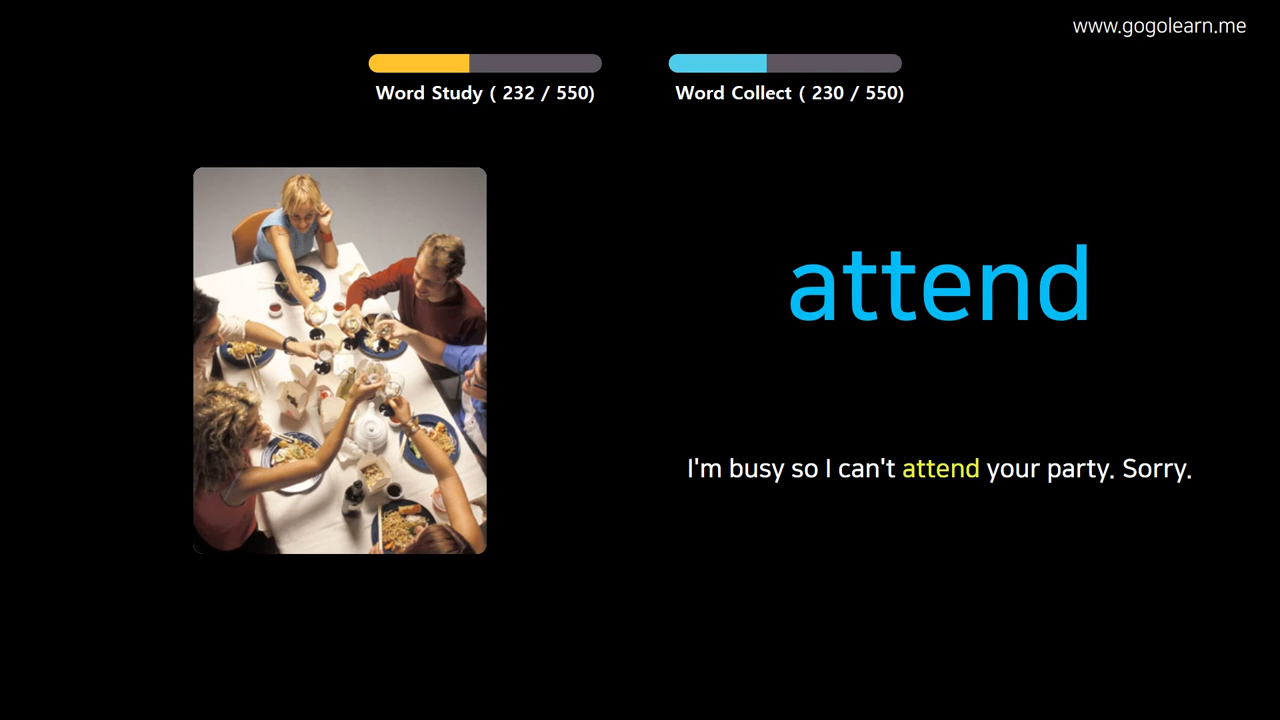 www.gogolearn.me
Word Study ( 232 / 550)
Word Collect ( 230 / 550)
attend
I'm busy so I can't attend your party. Sorry.